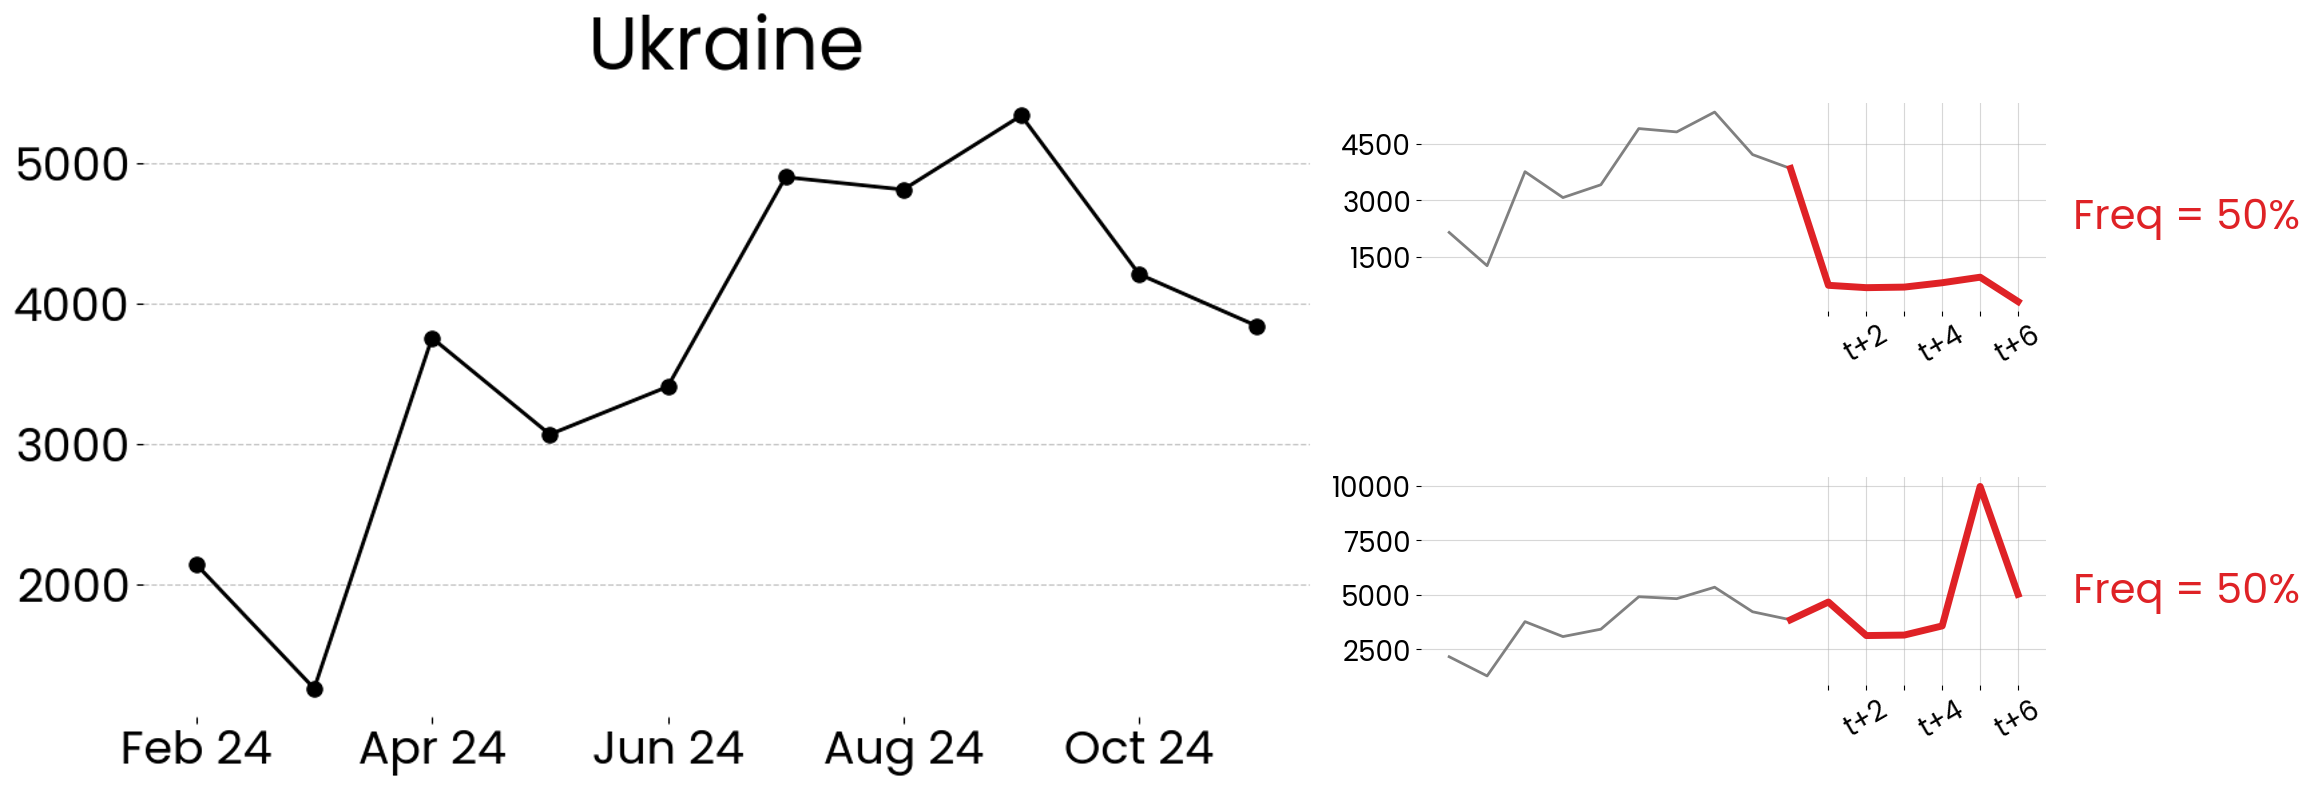 Ukraine
5000
4000
3000
2000
Feb 24
Apr 24
Jun 24
Aug 24
Oct 24
4500
3000
1500
t+2
t+4
t+6
Freq = 50%
10000
7500
5000
2500
t+2
t+4
t+6
Freq = 50%